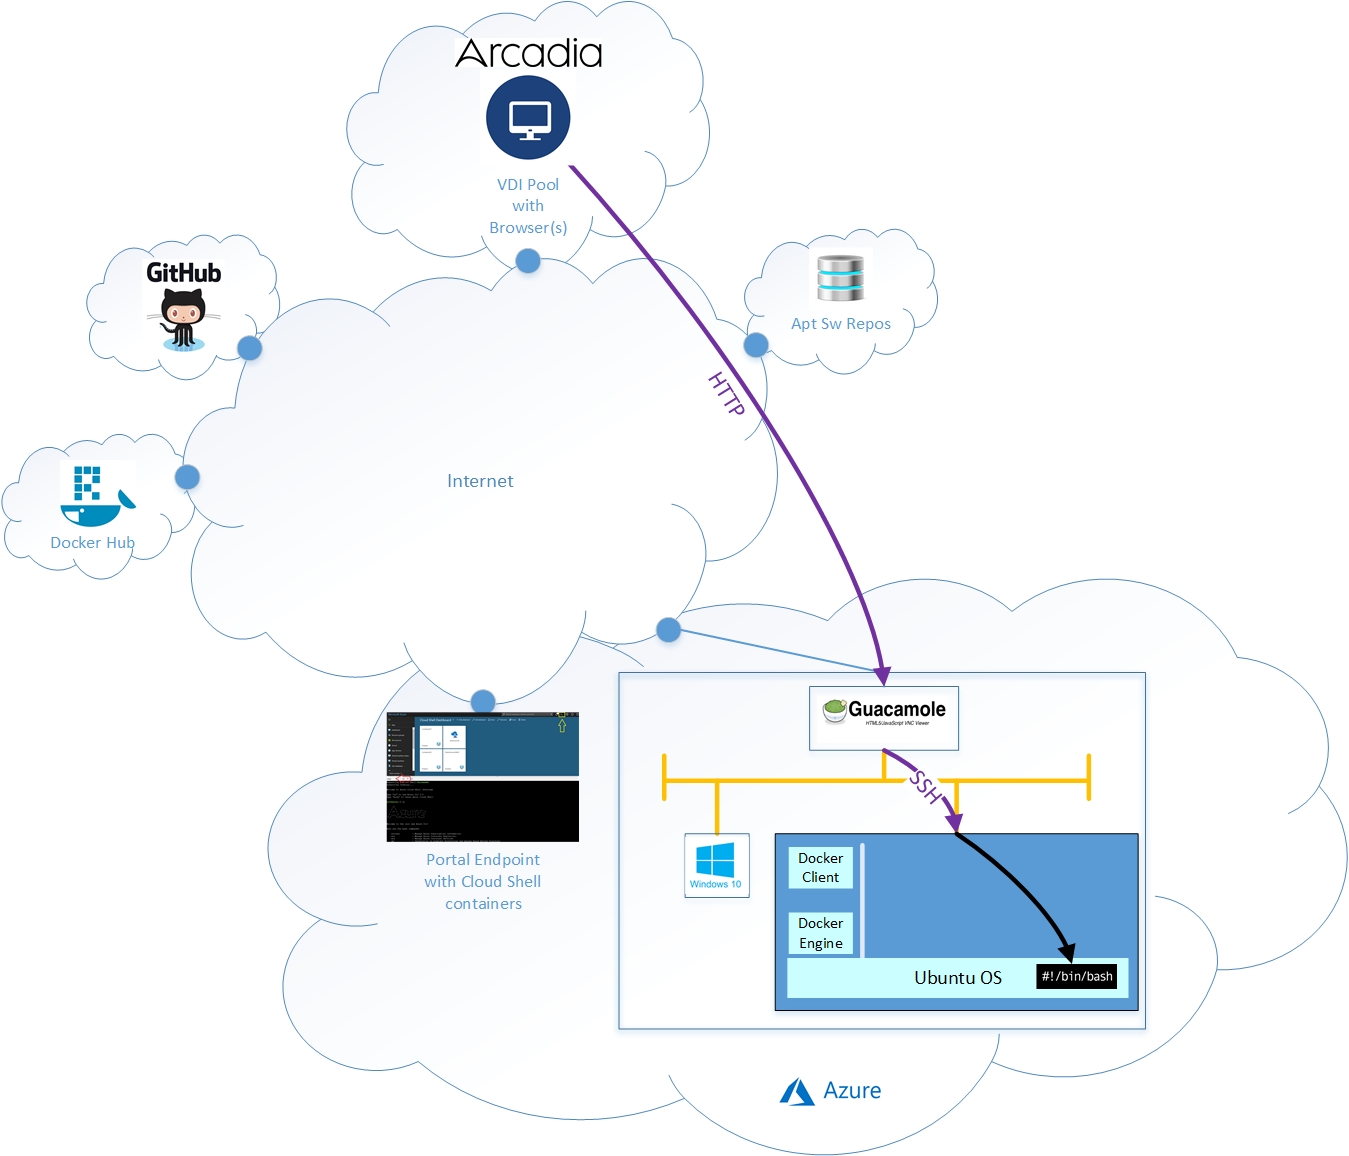 Arcadia
VDI Pool
with
Browser(s)
GitHub
Apt Sw Repos
HTTP
Internet
Docker Hub
Guacamole
HTML5/JavaScript VNC Viewer
SSH
Windows 10
Docker
Client
Docker
Engine
Ubuntu OS
#!/bin/bash
Portal Endpoint
with Cloud Shell
containers
Azure